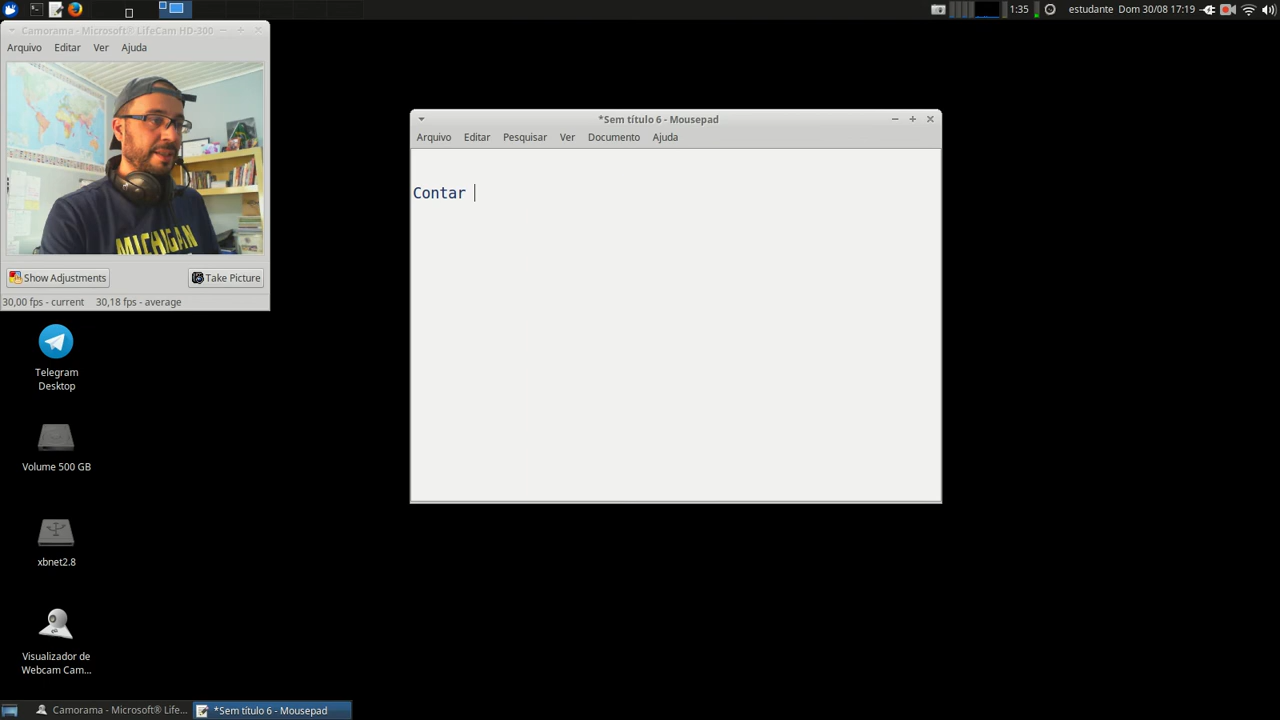 1:35
estudante Dom 30/08 17:19
Camorama - Microsoft® LifeCam HD-300
Arquivo Editar Ver Ajuda
MICHIGAN
Show Adjustments Take Picture
30,00 fps - current 30,18 fps - average
*Sem título 6 - Mousepad
Arquivo Editar Pesquisar Ver Documento Ajuda
Contar
Telegram
Desktop
Volume 500 GB
xbnet2.8
Visualizador de
Webcam Cam...
Camorama - Microsoft® Life...
*Sem título 6 - Mousepad